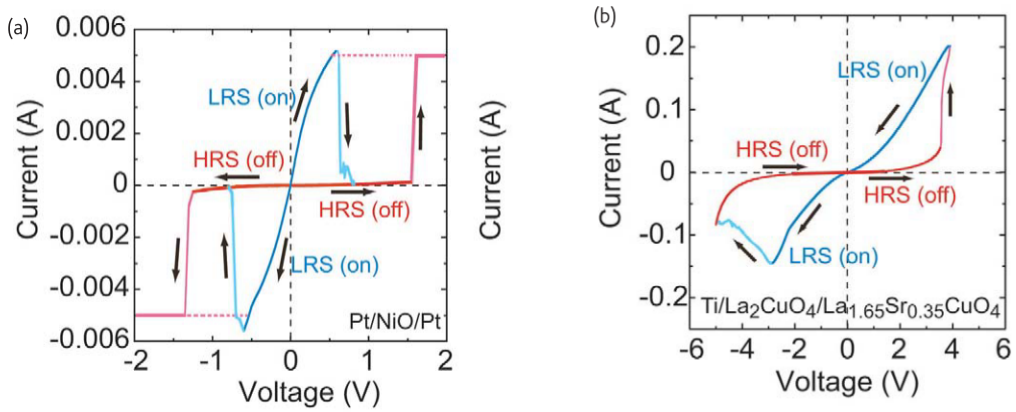 (a)
0.006
0.004
0.002
0
-0.002
-0.004
-0.006
Current (A)
LRS (on)
HRS (off)
HRS (off)
LRS (on)
Pt/NiO/Pt
-2
-1
0
1
2
Voltage (V)
(b)
0.2
0.1
0
-0.1
-0.2
Current (A)
LRS (on)
HRS (off)
HRS (off)
LRS (on)
Ti/La₂CuO₄/La₁.₆₅Sr₀.₃₅CuO₄
-6
-4
-2
0
2
4
6
Voltage (V)